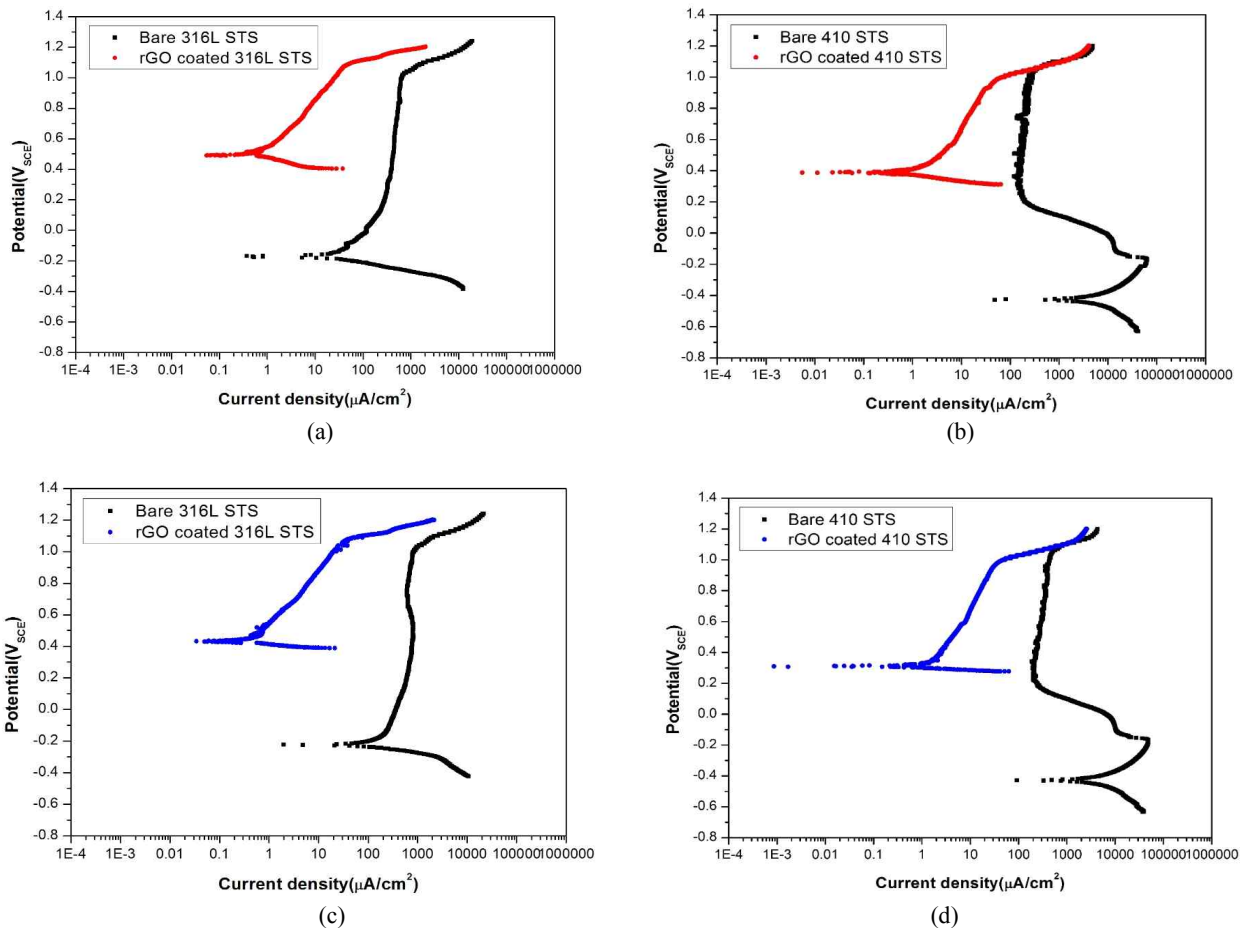 Bare 316L STS
rGO coated 316L STS
1.4
1.2
1.0
0.8
0.6
0.4
0.2
0.0
-0.2
-0.4
-0.6
-0.8
Potential(V_SCE)
1E-4 1E-3 0.01 0.1 1 10 100 1000 10000 1000001000000
Current density(μA/cm²)
(a)
Bare 410 STS
rGO coated 410 STS
1.4
1.2
1.0
0.8
0.6
0.4
0.2
0.0
-0.2
-0.4
-0.6
-0.8
Potential(V_SCE)
1E-4 1E-3 0.01 0.1 1 10 100 1000 10000 1000001000000
Current density(μA/cm²)
(b)
Bare 316L STS
rGO coated 316L STS
1.4
1.2
1.0
0.8
0.6
0.4
0.2
0.0
-0.2
-0.4
-0.6
-0.8
Potential(V_SCE)
1E-4 1E-3 0.01 0.1 1 10 100 1000 10000 1000001000000
Current density(μA/cm²)
(c)
Bare 410 STS
rGO coated 410 STS
1.4
1.2
1.0
0.8
0.6
0.4
0.2
0.0
-0.2
-0.4
-0.6
-0.8
Potential(V_SCE)
1E-4 1E-3 0.01 0.1 1 10 100 1000 10000 1000001000000
Current density(μA/cm²)
(d)